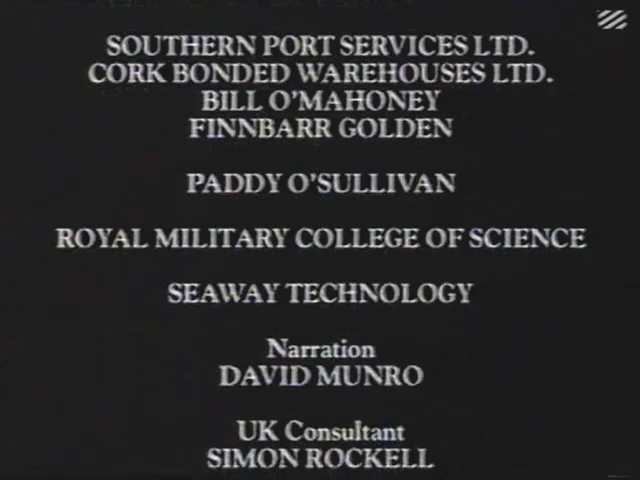 SOUTHERN PORT SERVICES LTD.
CORK BONDED WAREHOUSES LTD.
BILL O'MAHONEY
FINNBARR GOLDEN
PADDY O'SULLIVAN
ROYAL MILITARY COLLEGE OF SCIENCE
SEAWAY TECHNOLOGY
Narration
DAVID MUNRO
UK Consultant
SIMON ROCKELL